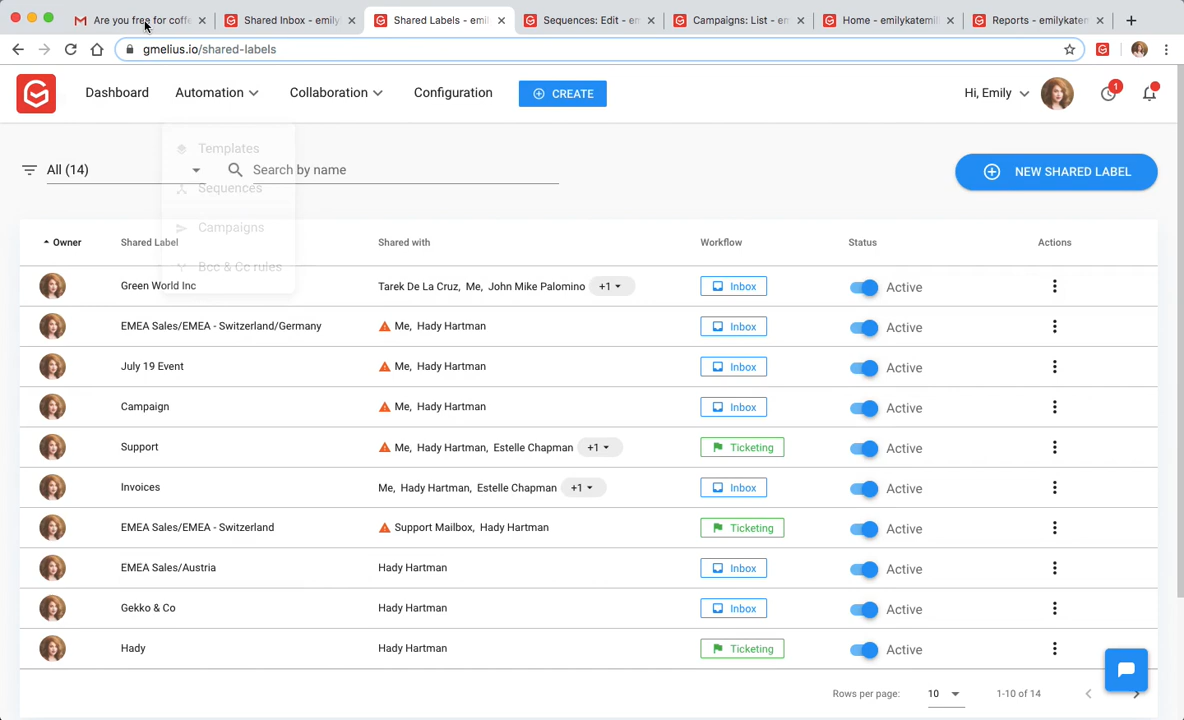 Are you free for coff
Shared Inbox - emily
Shared Labels - emil
Sequences: Edit - em
Campaigns: List - em
Home - emilykatemil
Reports - emilykatem
gmelius.io/shared-labels
Dashboard
Automation
Collaboration
Configuration
CREATE
Hi, Emily
1
Templates
Sequences
Campaigns
Bcc & Cc rules
All (14)
Search by name
NEW SHARED LABEL
Owner
Shared Label
Shared with
Workflow
Status
Actions
Green World Inc
Tarek De La Cruz, Me, John Mike Palomino +1
Inbox
Active
EMEA Sales/EMEA - Switzerland/Germany
Me, Hady Hartman
Inbox
Active
July 19 Event
Me, Hady Hartman
Inbox
Active
Campaign
Me, Hady Hartman
Inbox
Active
Support
Me, Hady Hartman, Estelle Chapman +1
Ticketing
Active
Invoices
Me, Hady Hartman, Estelle Chapman +1
Inbox
Active
EMEA Sales/EMEA - Switzerland
Support Mailbox, Hady Hartman
Ticketing
Active
EMEA Sales/Austria
Hady Hartman
Inbox
Active
Gekko & Co
Hady Hartman
Inbox
Active
Hady
Hady Hartman
Ticketing
Active
Rows per page:
10
1-10 of 14